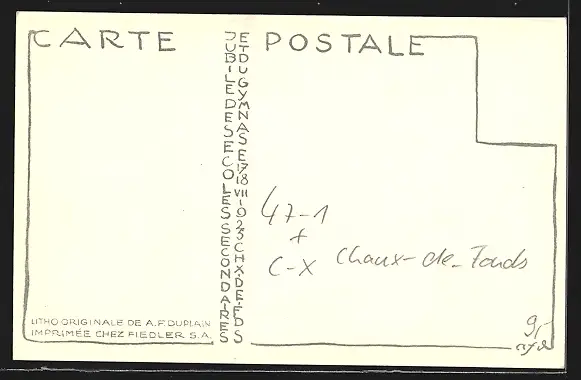 CARTE POSTALE
JUBILE DES ECOLES SECONDAIRES
ET DU GYMNASE 17/18 VII 1923 CHX-DE-FDS
47-1
+
C-X Chaux-de-Fonds
LITHO ORIGINALE DE A.F. DUPLAIN
IMPRIMÉE CHEZ FIEDLER S.A.
9,-